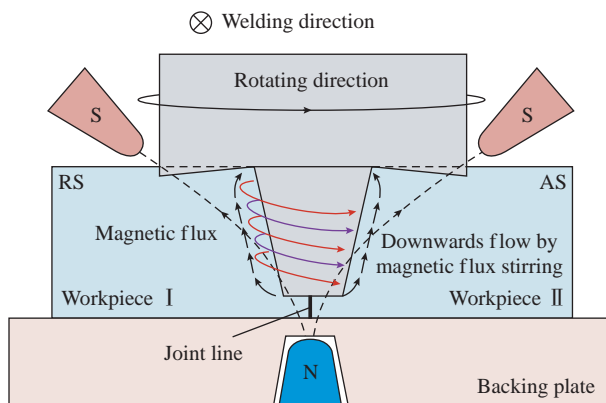 Welding direction
Rotating direction
S
S
RS
AS
Magnetic flux
Downwards flow by
magnetic flux stirring
Workpiece Ⅰ
Workpiece Ⅱ
Joint line
N
Backing plate